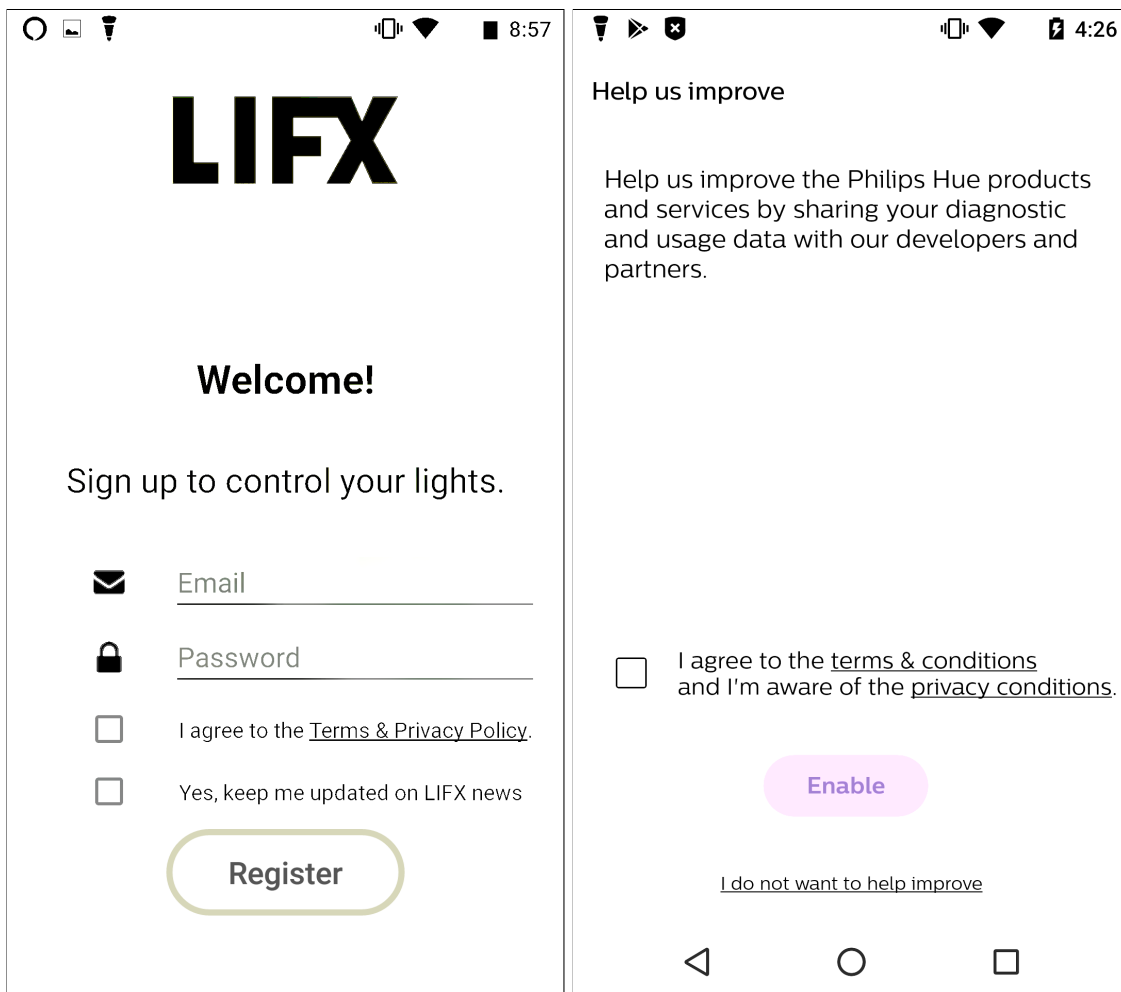 8:57
LIFX
Welcome!
Sign up to control your lights.
Email
Password
I agree to the Terms & Privacy Policy.
Yes, keep me updated on LIFX news
Register
4:26
Help us improve
Help us improve the Philips Hue products
and services by sharing your diagnostic
and usage data with our developers and
partners.
I agree to the terms & conditions
and I'm aware of the privacy conditions.
Enable
I do not want to help improve